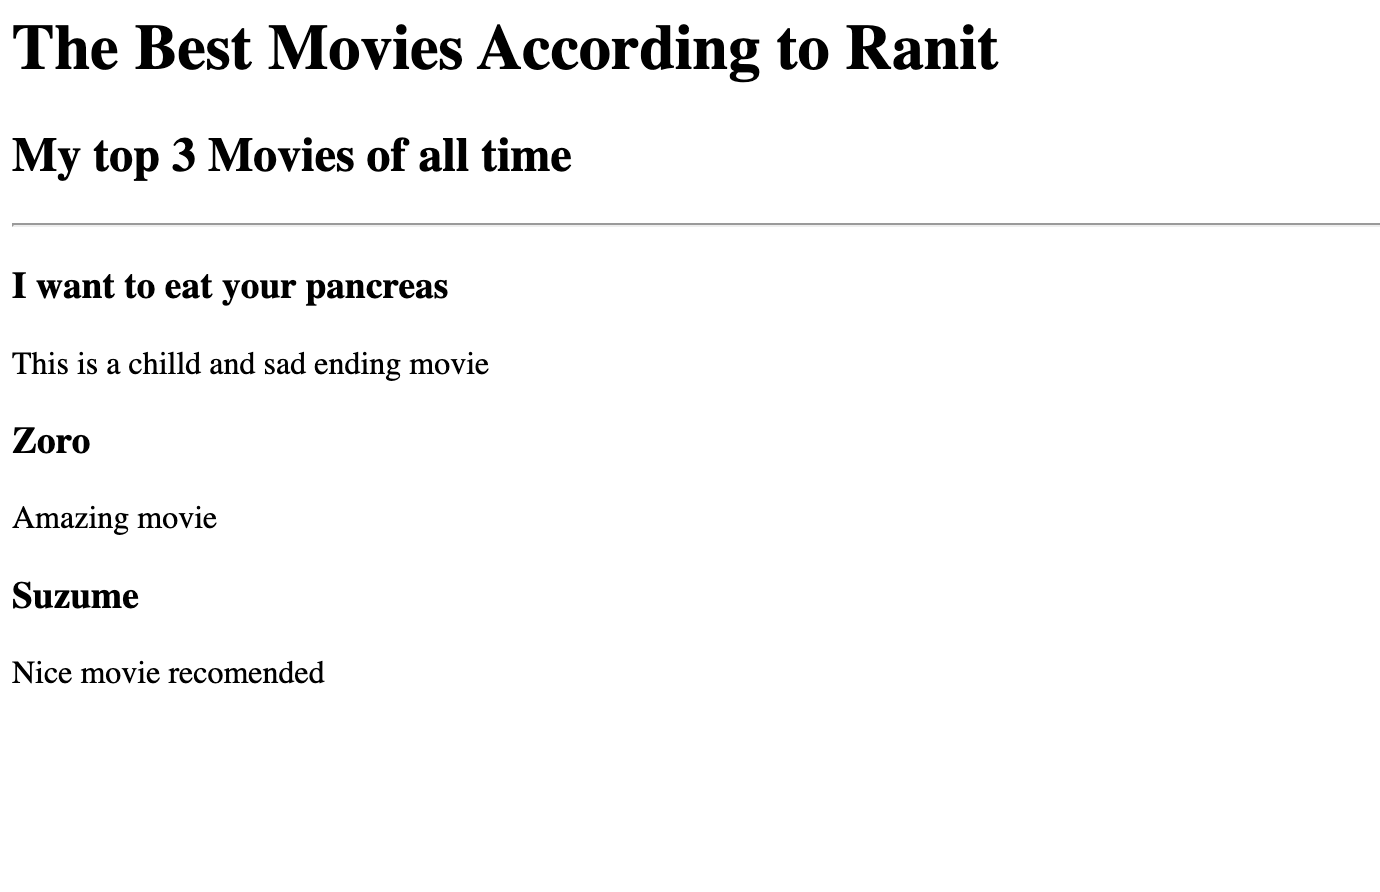 The Best Movies According to Ranit
My top 3 Movies of all time
I want to eat your pancreas
This is a chilld and sad ending movie
Zoro
Amazing movie
Suzume
Nice movie recomended